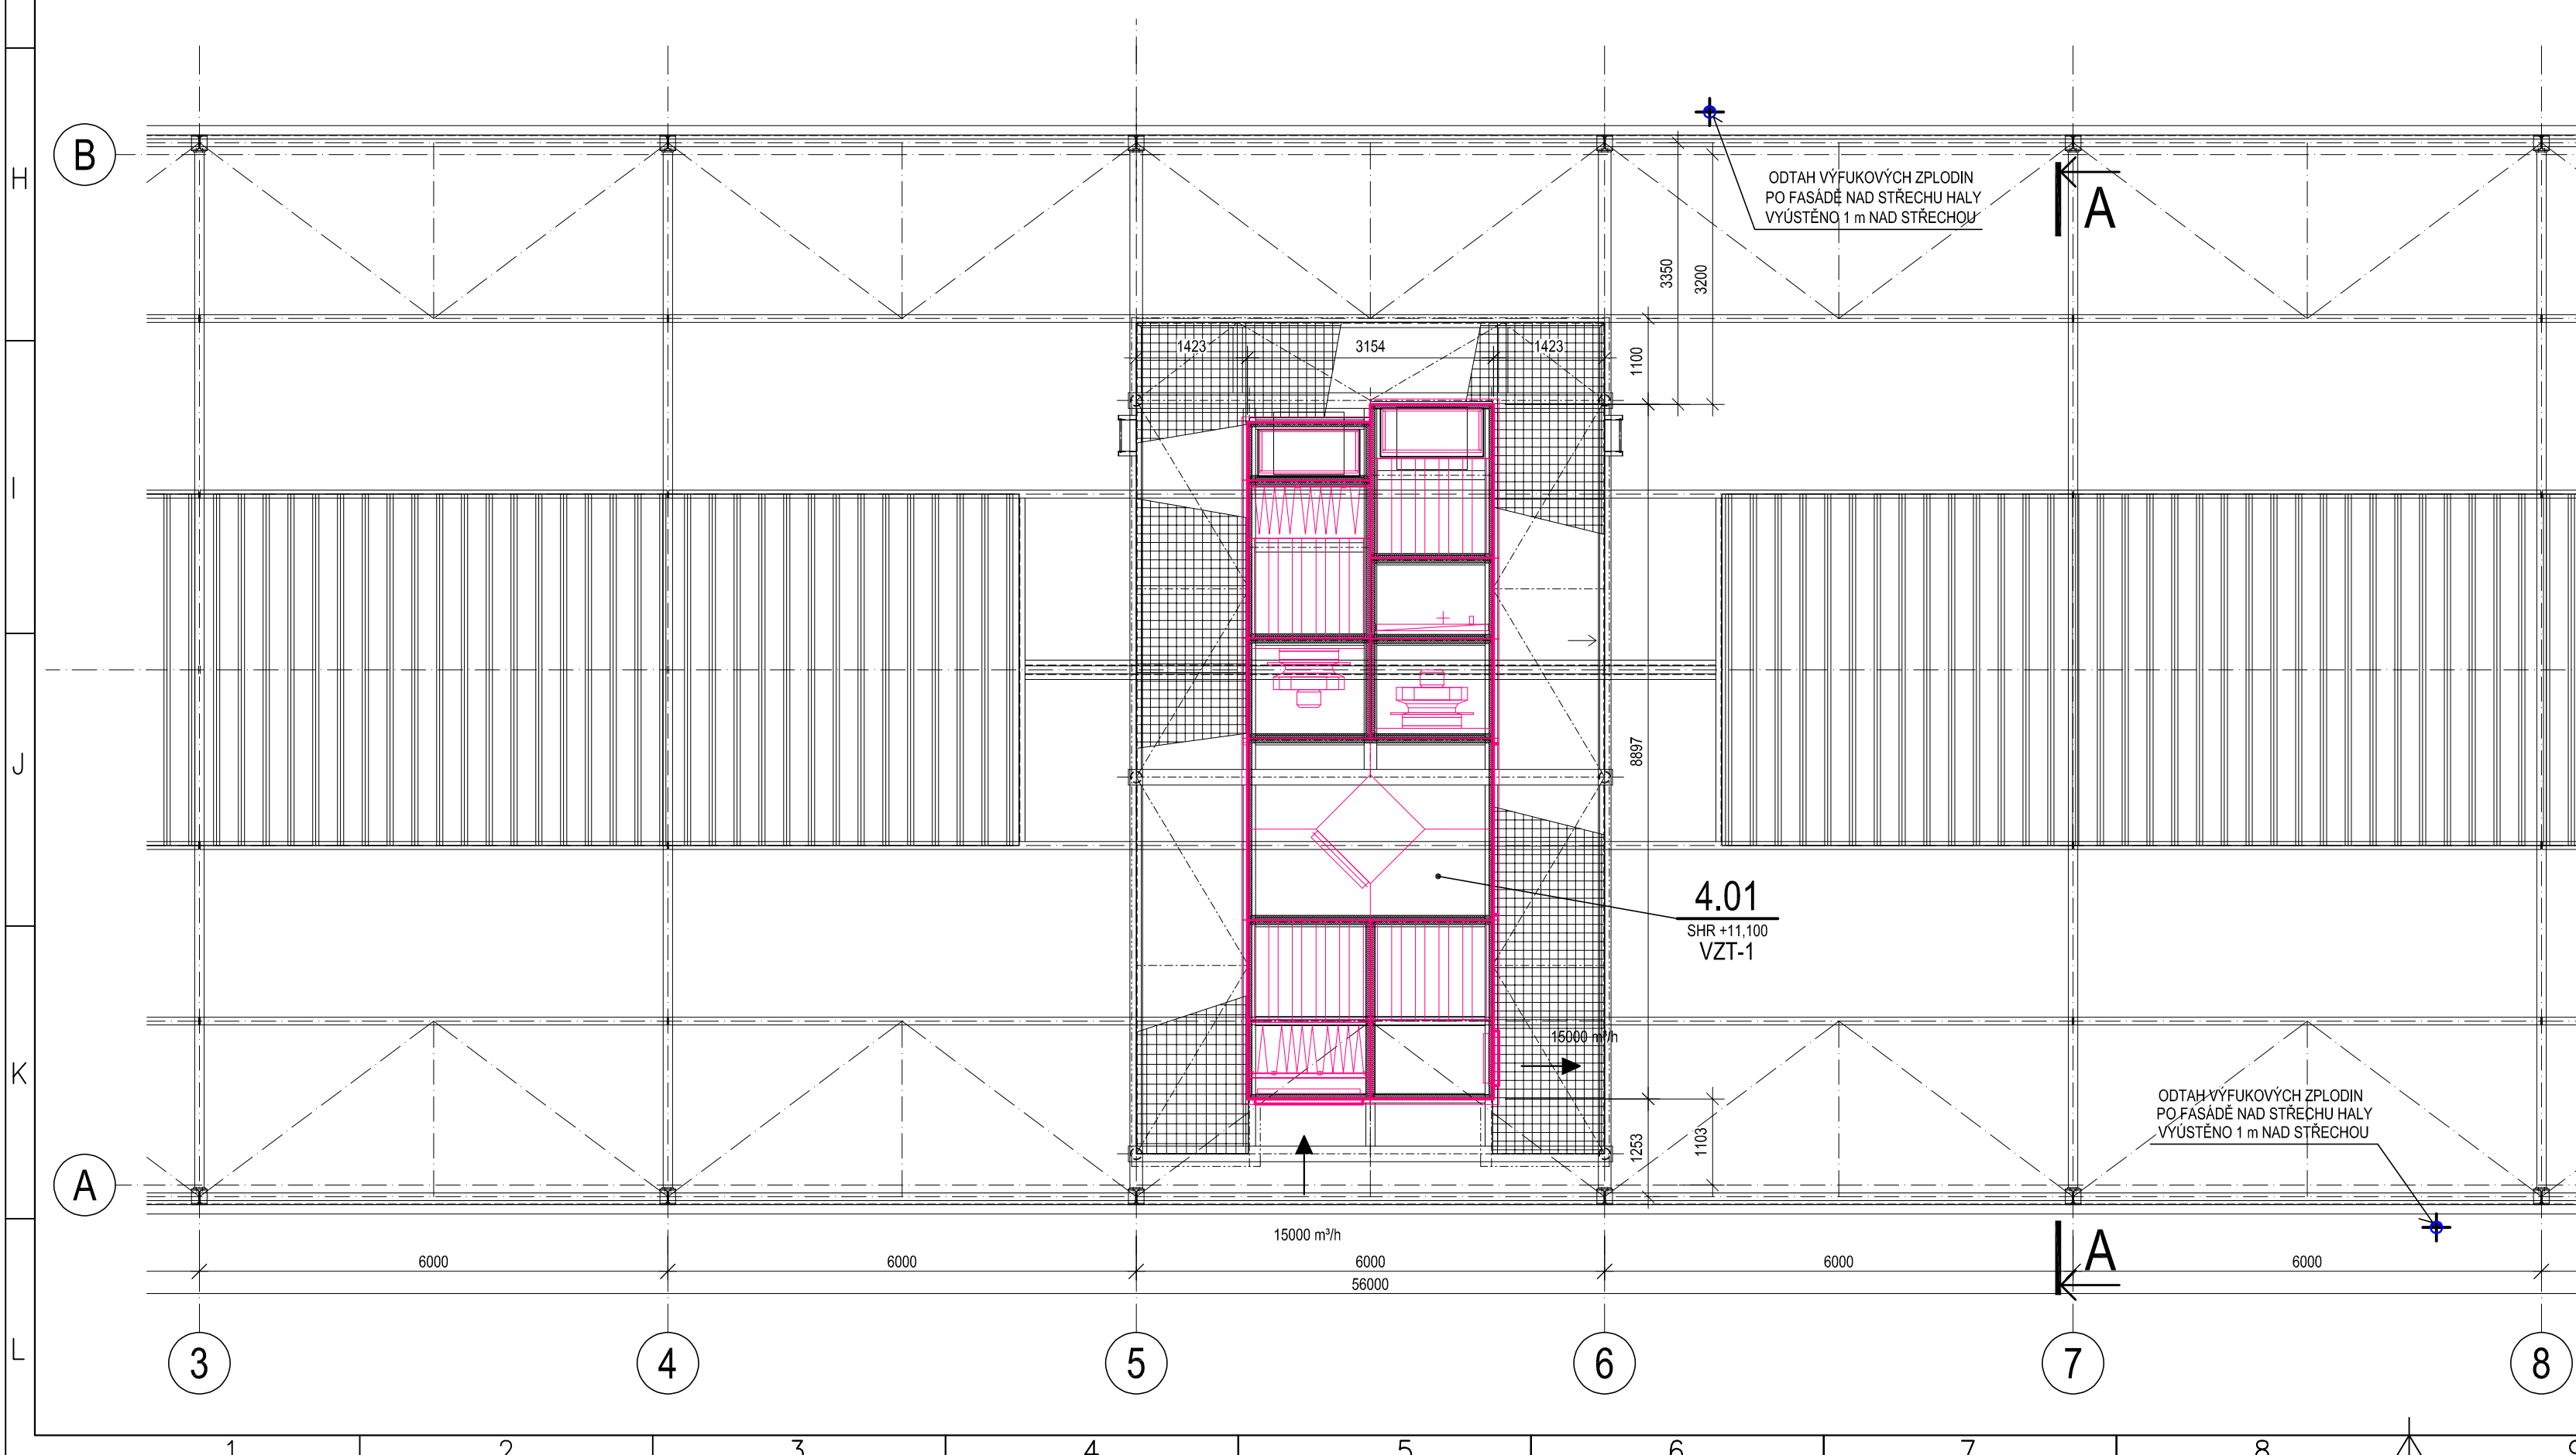 H
I
J
K
L
B
A
ODTAH VÝFUKOVÝCH ZPLODIN
PO FASÁDĚ NAD STŘECHU HALY
VYÚSTĚNO 1 m NAD STŘECHOU
A
3350
3200
1423
3154
1423
1100
8897
4.01
SHR +11,100
VZT-1
15000 m³/h
1253
1103
ODTAH VÝFUKOVÝCH ZPLODIN
PO FASÁDĚ NAD STŘECHU HALY
VYÚSTĚNO 1 m NAD STŘECHOU
15000 m³/h
A
6000
6000
6000
6000
6000
56000
3
4
5
6
7
8
1
2
3
4
5
6
7
8